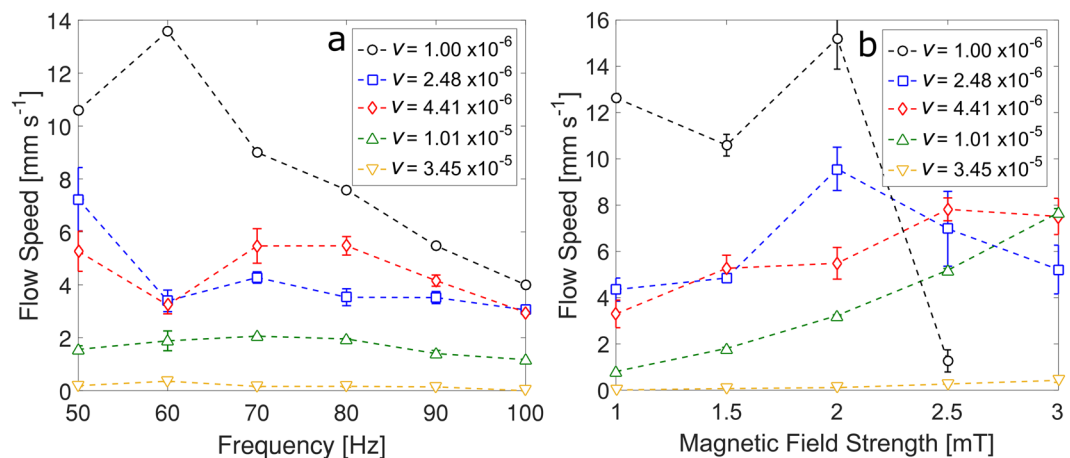 a
14
12
10
8
6
4
2
0
50 60 70 80 90 100
Flow Speed [mm s⁻¹]
Frequency [Hz]
ν = 1.00 x10⁻⁶
ν = 2.48 x10⁻⁶
ν = 4.41 x10⁻⁶
ν = 1.01 x10⁻⁵
ν = 3.45 x10⁻⁵
b
16
14
12
10
8
6
4
2
0
1 1.5 2 2.5 3
Flow Speed [mm s⁻¹]
Magnetic Field Strength [mT]
ν = 1.00 x10⁻⁶
ν = 2.48 x10⁻⁶
ν = 4.41 x10⁻⁶
ν = 1.01 x10⁻⁵
ν = 3.45 x10⁻⁵